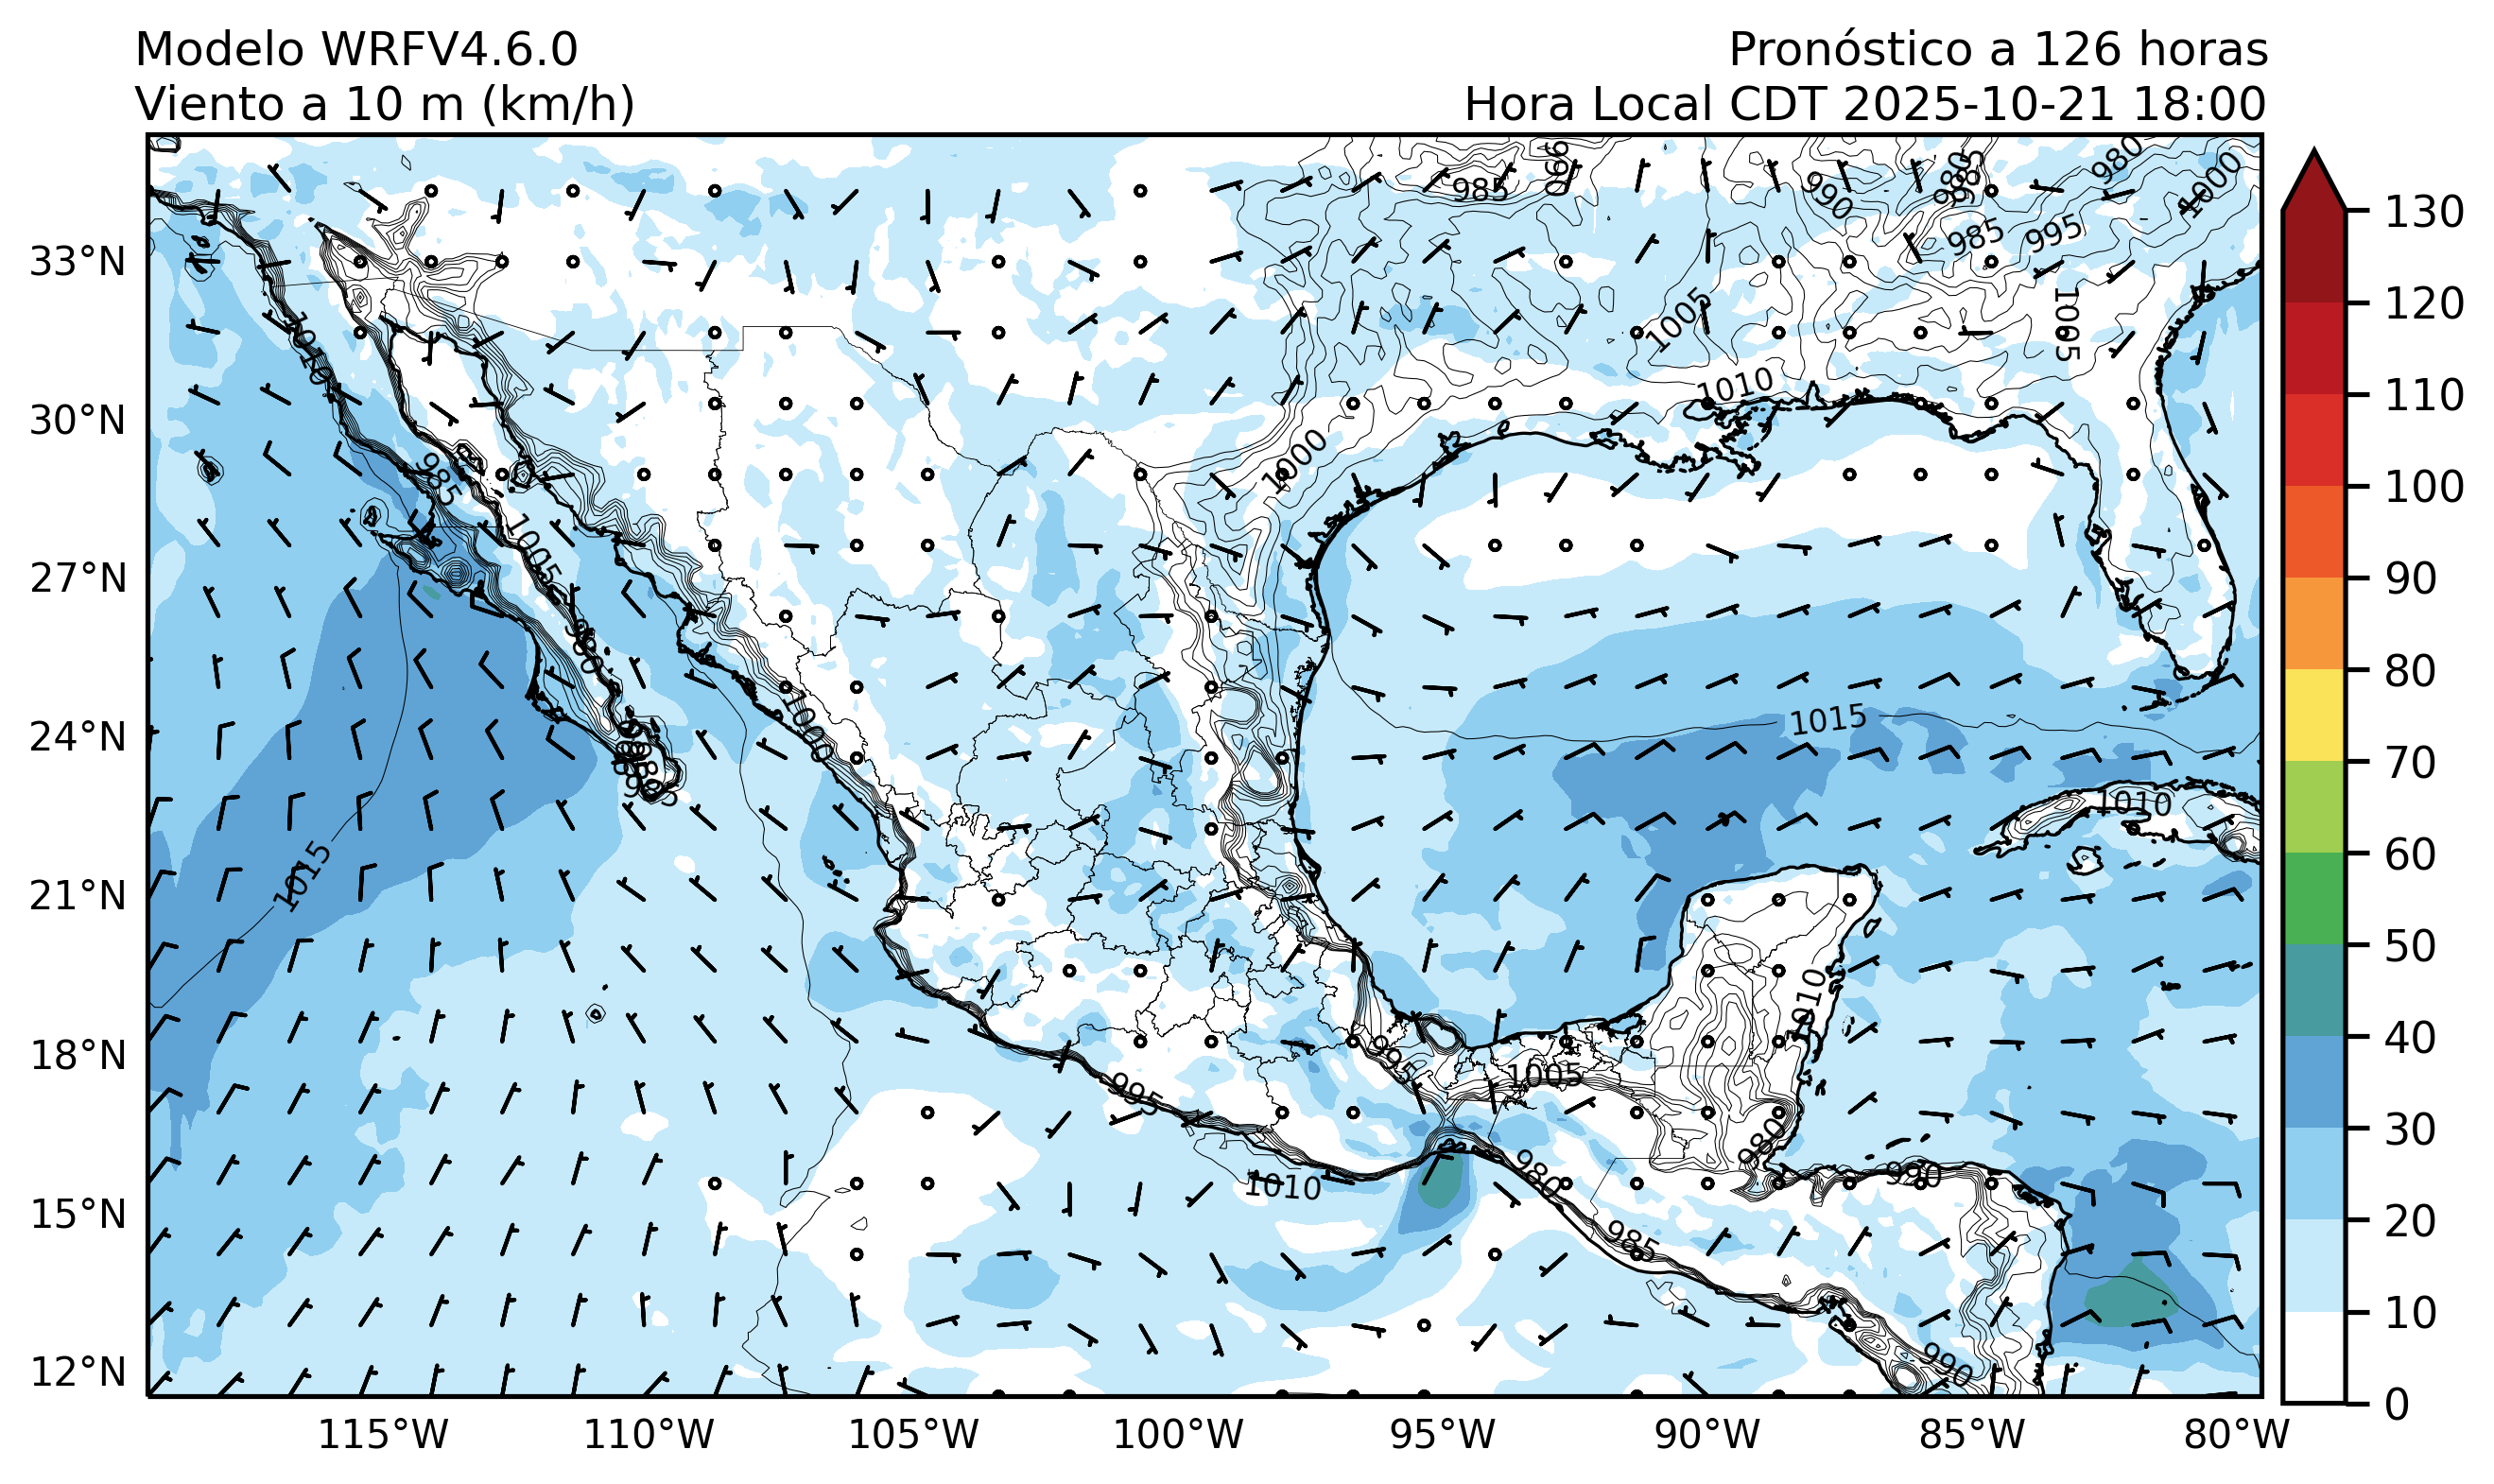 Modelo WRFV4.6.0
Viento a 10 m (km/h)
Pronóstico a 126 horas
Hora Local CDT 2025-10-21 18:00
33°N
30°N
27°N
24°N
21°N
18°N
15°N
12°N
115°W
110°W
105°W
100°W
95°W
90°W
85°W
80°W
130
120
110
100
90
80
70
60
50
40
30
20
10
0
990
985
985
980
1000
990
985
995
1005
1005
1010
1010
1000
985
1005
980
1000
1015
985
1010
1015
1010
995
1005
995
980
1010
980
990
985
990